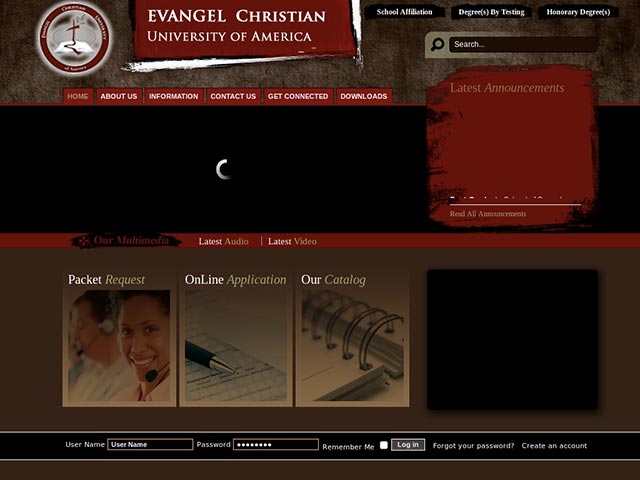 EVANGEL CHRISTIAN
UNIVERSITY OF AMERICA
School Affiliation
Degree(s) By Testing
Honorary Degree(s)
Search...
HOME
ABOUT US
INFORMATION
CONTACT US
GET CONNECTED
DOWNLOADS
Latest Announcements
Read All Announcements
Our Multimedia
Latest Audio
Latest Video
Packet Request
OnLine Application
Our Catalog
User Name
User Name
Password
Remember Me
Log in
Forgot your password?
Create an account